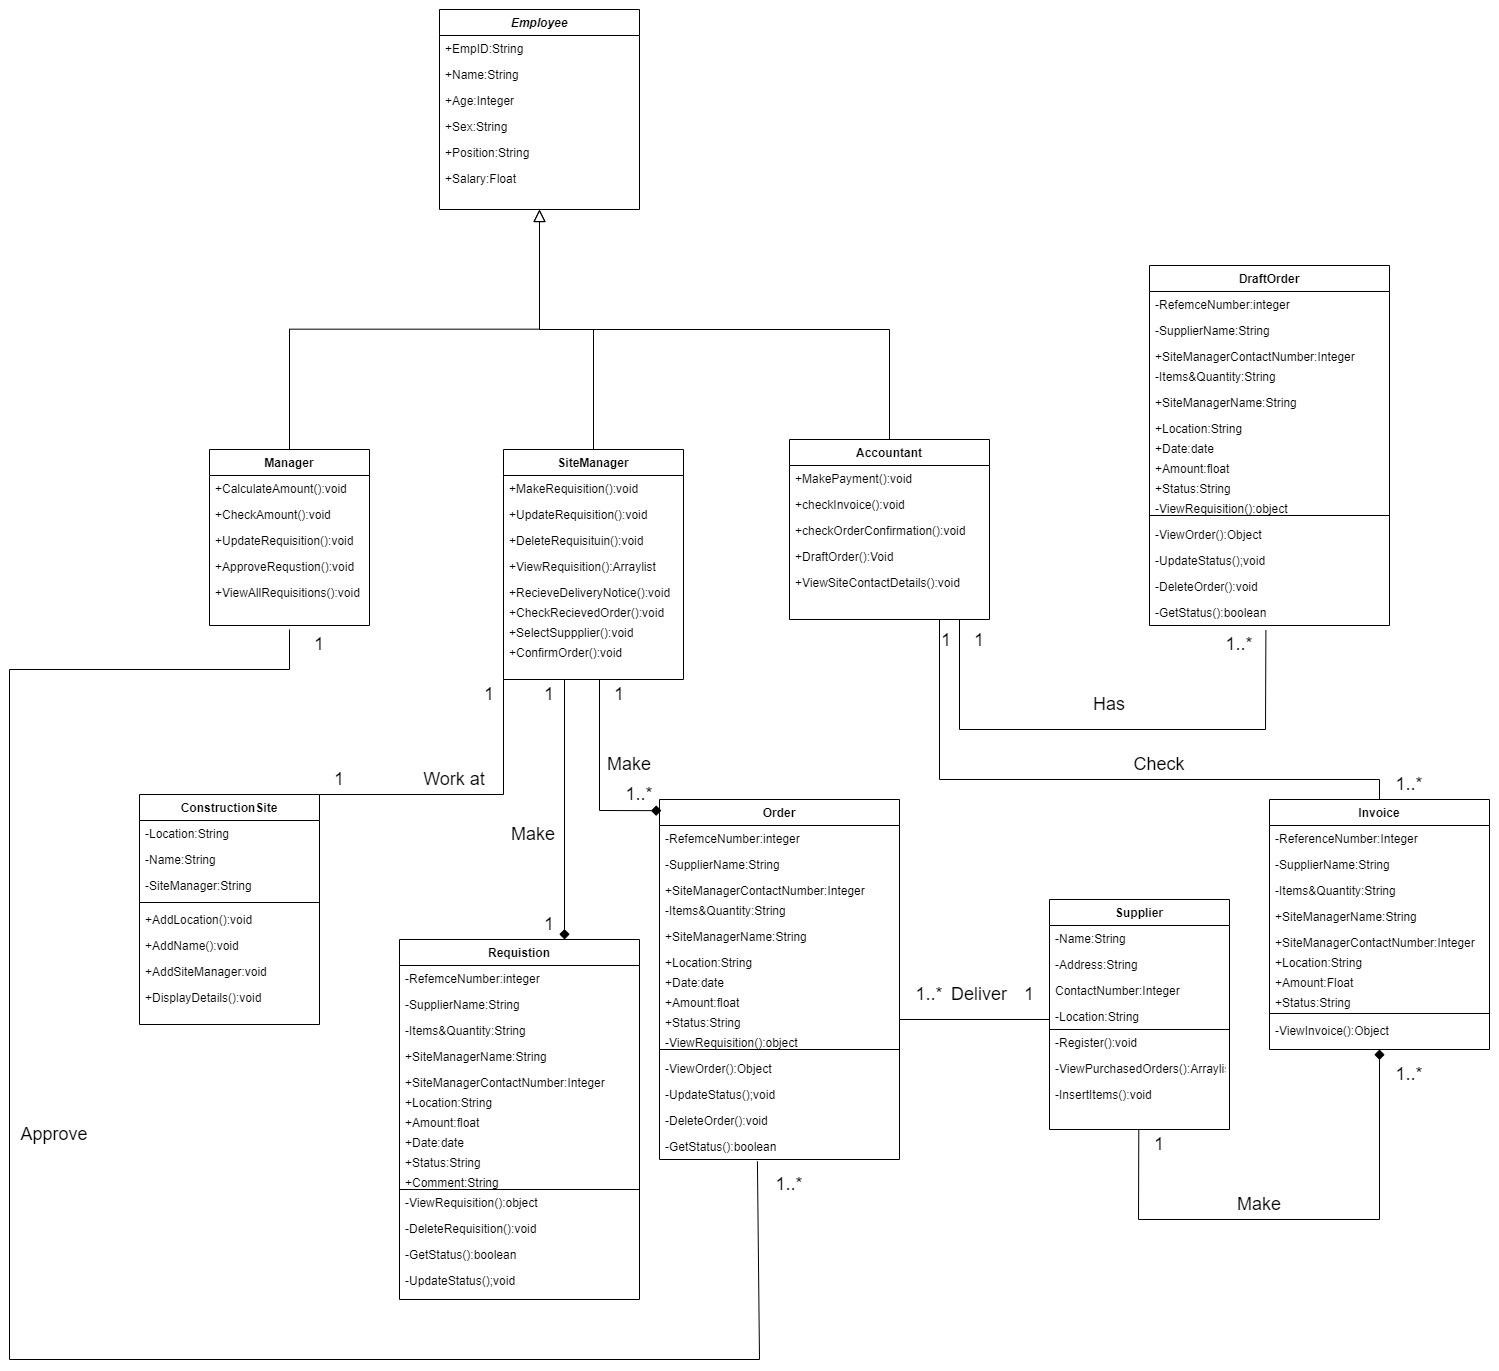 Employee
+EmpID:String
+Name:String
+Age:Integer
+Sex:String
+Position:String
+Salary:Float
DraftOrder
-RefemceNumber:integer
-SupplierName:String
+SiteManagerContactNumber:Integer
-Items&Quantity:String
+SiteManagerName:String
+Location:String
+Date:date
+Amount:float
+Status:String
-ViewRequisition():object
-ViewOrder():Object
-UpdateStatus();void
-DeleteOrder():void
-GetStatus():boolean
1..*
Manager
+CalculateAmount():void
+CheckAmount():void
+UpdateRequisition():void
+ApproveRequstion():void
+ViewAllRequisitions():void
1
SiteManager
+MakeRequisition():void
+UpdateRequisition():void
+DeleteRequisituin():void
+ViewRequisition():Arraylist
+RecieveDeliveryNotice():void
+CheckRecievedOrder():void
+SelectSuppplier():void
+ConfirmOrder():void
1
1
1
Accountant
+MakePayment():void
+checkInvoice():void
+checkOrderConfirmation():void
+DraftOrder():Void
+ViewSiteContactDetails():void
1
1
Has
Check
1..*
Make
1..*
1
Work at
Make
1
ConstructionSite
-Location:String
-Name:String
-SiteManager:String
+AddLocation():void
+AddName():void
+AddSiteManager:void
+DisplayDetails():void
Requistion
-RefemceNumber:integer
-SupplierName:String
-Items&Quantity:String
+SiteManagerName:String
+SiteManagerContactNumber:Integer
+Location:String
+Amount:float
+Date:date
+Status:String
+Comment:String
-ViewRequisition():object
-DeleteRequisition():void
-GetStatus():boolean
-UpdateStatus();void
Order
-RefemceNumber:integer
-SupplierName:String
+SiteManagerContactNumber:Integer
-Items&Quantity:String
+SiteManagerName:String
+Location:String
+Date:date
+Amount:float
+Status:String
-ViewRequisition():object
-ViewOrder():Object
-UpdateStatus();void
-DeleteOrder():void
-GetStatus():boolean
1..*
1..* Deliver 1
Supplier
-Name:String
-Address:String
ContactNumber:Integer
-Location:String
-Register():void
-ViewPurchasedOrders():Arrayli
-InsertItems():void
1
Invoice
-ReferenceNumber:Integer
-SupplierName:String
-Items&Quantity:String
+SiteManagerName:String
+SiteManagerContactNumber:Integer
+Location:String
+Amount:Float
+Status:String
-ViewInvoice():Object
1..*
Make
Approve